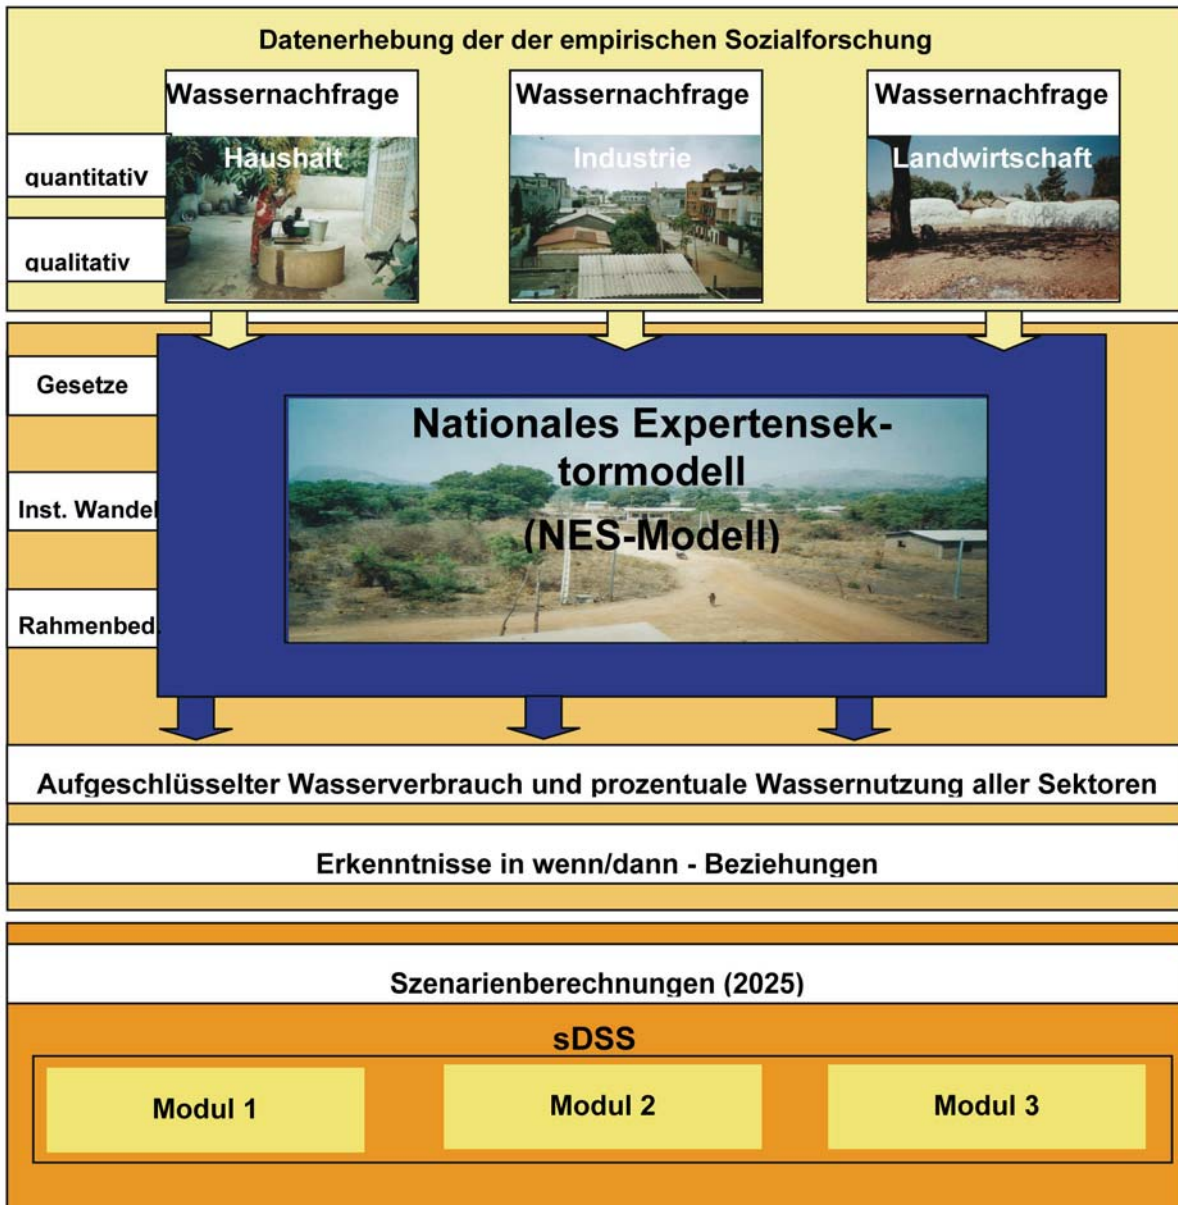 Datenerhebung der der empirischen Sozialforschung
Wassernachfrage
Haushalt
Wassernachfrage
Industrie
Wassernachfrage
Landwirtschaft
quantitativ
qualitativ
Gesetze
Inst. Wandel
Rahmenbed.
Nationales Expertensek-
tormodell
(NES-Modell)
Aufgeschlüsselter Wasserverbrauch und prozentuale Wassernutzung aller Sektoren
Erkenntnisse in wenn/dann - Beziehungen
Szenarienberechnungen (2025)
sDSS
Modul 1
Modul 2
Modul 3